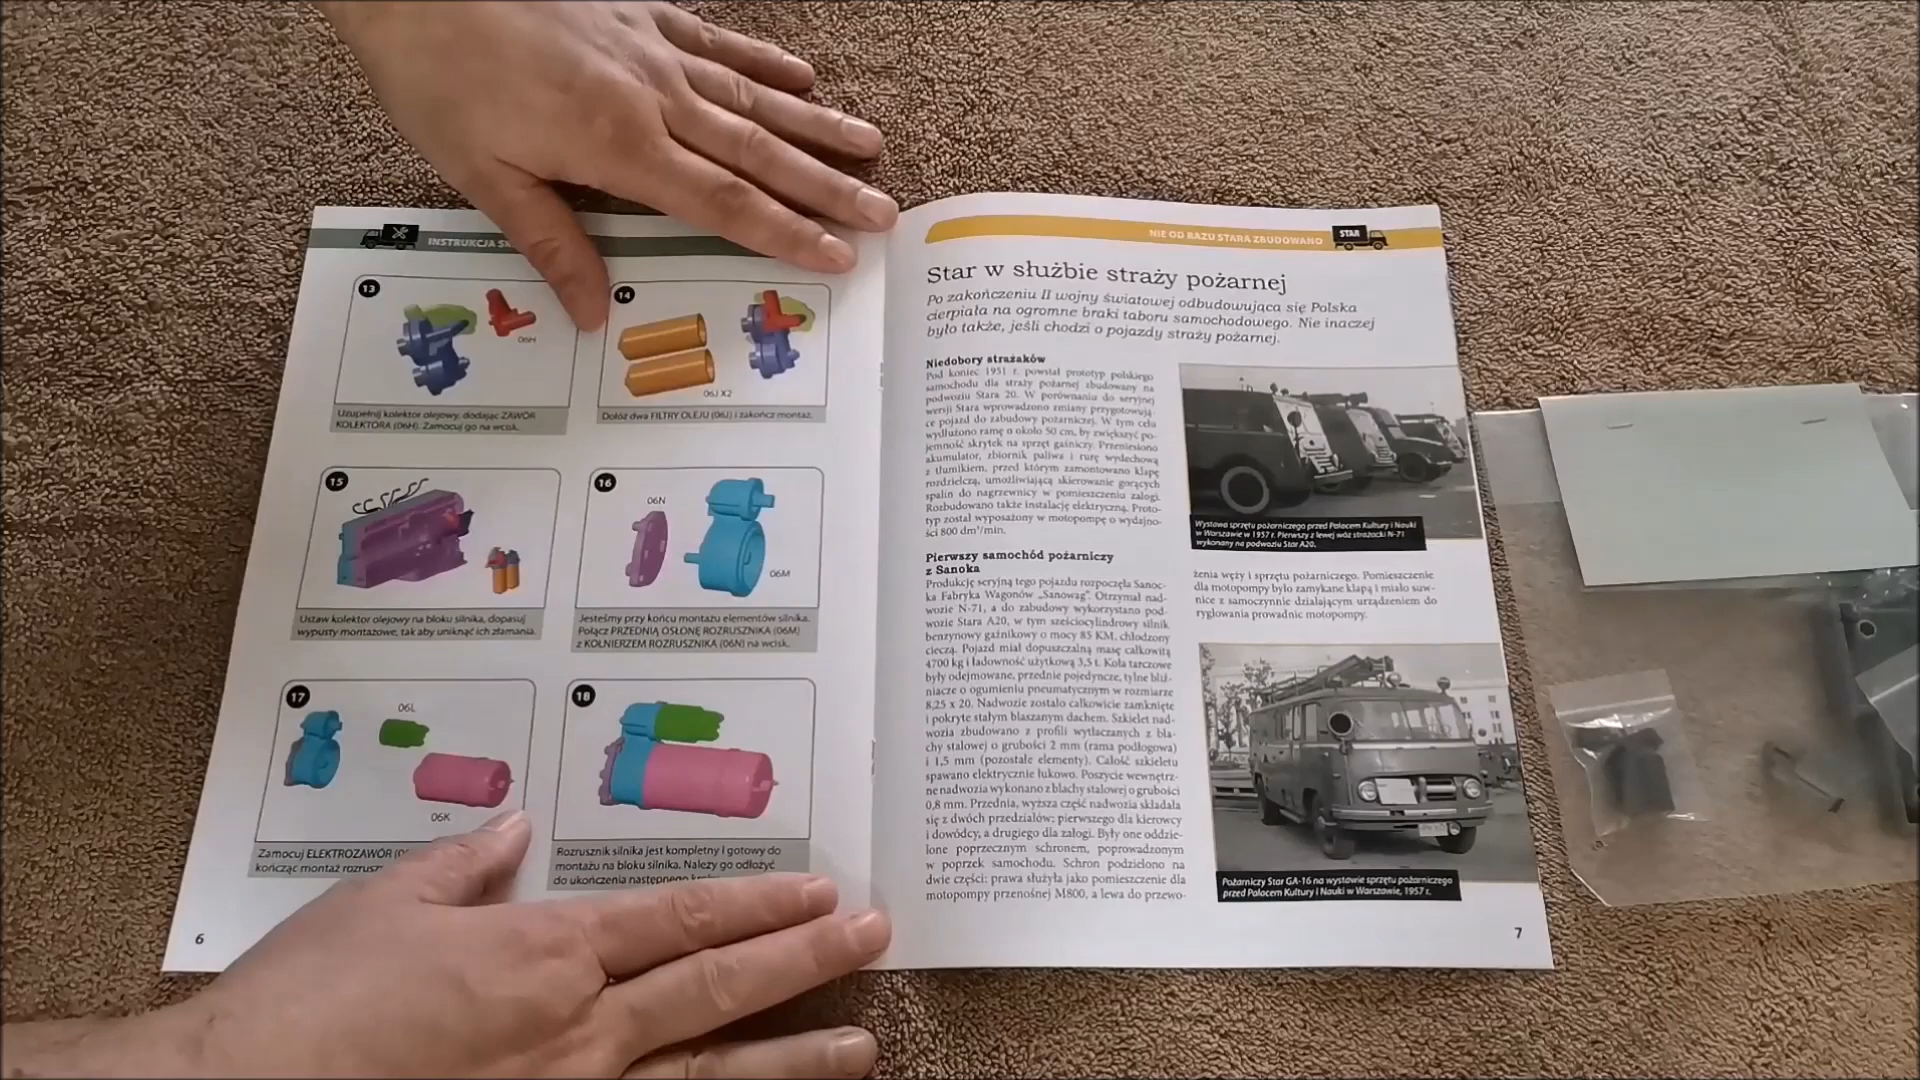 INSTRUKCJA
13
06H
Uzupełnij kolektor olejowy, dodając ZAWÓR
KOLEKTORA (06H). Zamocuj go na wcisk.
14
06J X2
Dołóż dwa FILTRY OLEJU (06J) i zakończ montaż.
15
Ustaw kolektor olejowy na bloku silnika, dopasuj
wypusty montażowe, tak aby uniknąć ich złamania.
16
06N
06M
Jesteśmy przy końcu montażu elementów silnika.
Połącz PRZEDNIĄ OSŁONĘ ROZRUSZNIKA (06M)
z KOŁNIERZEM ROZRUSZNIKA (06N) na wcisk.
17
06L
06K
Zamocuj ELEKTROZAWÓR
kończąc montaż
18
Rozrusznik silnika jest kompletny i gotowy do
montażu na bloku silnika. Należy go odłożyć
do ukończenia następnego
6
NIE OD RAZU STARA ZBUDOWANO
STAR
Star w służbie straży pożarnej
Po zakończeniu II wojny światowej odbudowująca się Polska
cierpiała na ogromne braki taboru samochodowego. Nie inaczej
było także, jeśli chodzi o pojazdy straży pożarnej.
Niedobory strażaków
Pod koniec 1951 r. powstał prototyp polskiego
samochodu dla straży pożarnej zbudowany na
podwoziu Stara 20. W porównaniu do seryjnej
wersji Stara wprowadzono zmiany przygotowują-
ce pojazd do zabudowy pożarniczej. W tym celu
wydłużono ramę o około 50 cm, by zwiększyć po-
jemność skrytek na sprzęt gaśniczy. Przeniesiono
akumulator, zbiornik paliwa i rurę wydechową
z tłumikiem, przed którym zamontowano klapę
rozdzielczą, umożliwiającą skierowanie gorących
spalin do nagrzewnicy w pomieszczeniu załogi.
Rozbudowano także instalację elektryczną. Proto-
typ został wyposażony w motopompę o wydajno-
ści 800 dm³/min.
Pierwszy samochód pożarniczy
z Sanoka
Produkcję seryjną tego pojazdu rozpoczęła Sanoc-
ka Fabryka Wagonów „Sanowag”. Otrzymał nad-
wozie N-71, a do zabudowy wykorzystano pod-
wozie Stara A20, w tym sześciocylindrowy silnik
benzynowy gaźnikowy o mocy 85 KM, chłodzony
cieczą. Pojazd miał dopuszczalną masę całkowitą
4700 kg i ładowność użytkową 3,5 t. Koła tarczowe
były odejmowane, przednie pojedyncze, tylne bliź-
niacze o ogumieniu pneumatycznym w rozmiarze
8,25 x 20. Nadwozie zostało całkowicie zamknięte
i pokryte stałym blaszanym dachem. Szkielet nad-
wozia zbudowano z profili wytłaczanych z bla-
chy stalowej o grubości 2 mm (rama podłogowa)
i 1,5 mm (pozostałe elementy). Całość szkieletu
spawano elektrycznie łukowo. Poszycie wewnętrz-
ne nadwozia wykonano z blachy stalowej o grubości
0,8 mm. Przednia, wyższa część nadwozia składała
się z dwóch przedziałów: pierwszego dla kierowcy
i dowódcy, a drugiego dla załogi. Były one oddzie-
lone poprzecznym schronem, poprowadzonym
w poprzek samochodu. Schron podzielono na
dwie części: prawa służyła jako pomieszczenie dla
motopompy przenośnej M800, a lewa do przewo-
Wystawa sprzętu pożarniczego przed Pałacem Kultury i Nauki
w Warszawie w 1957 r. Pierwszy z lewej wóz strażacki N-71
wykonany na podwoziu Star A20.
żenia węży i sprzętu pożarniczego. Pomieszczenie
dla motopompy było zamykane klapą i miało suw-
nice z samoczynnie działającym urządzeniem do
ryglowania prowadnic motopompy.
Pożarniczy Star GA-16 na wystawie sprzętu pożarniczego
przed Pałacem Kultury i Nauki w Warszawie, 1957 r.
7